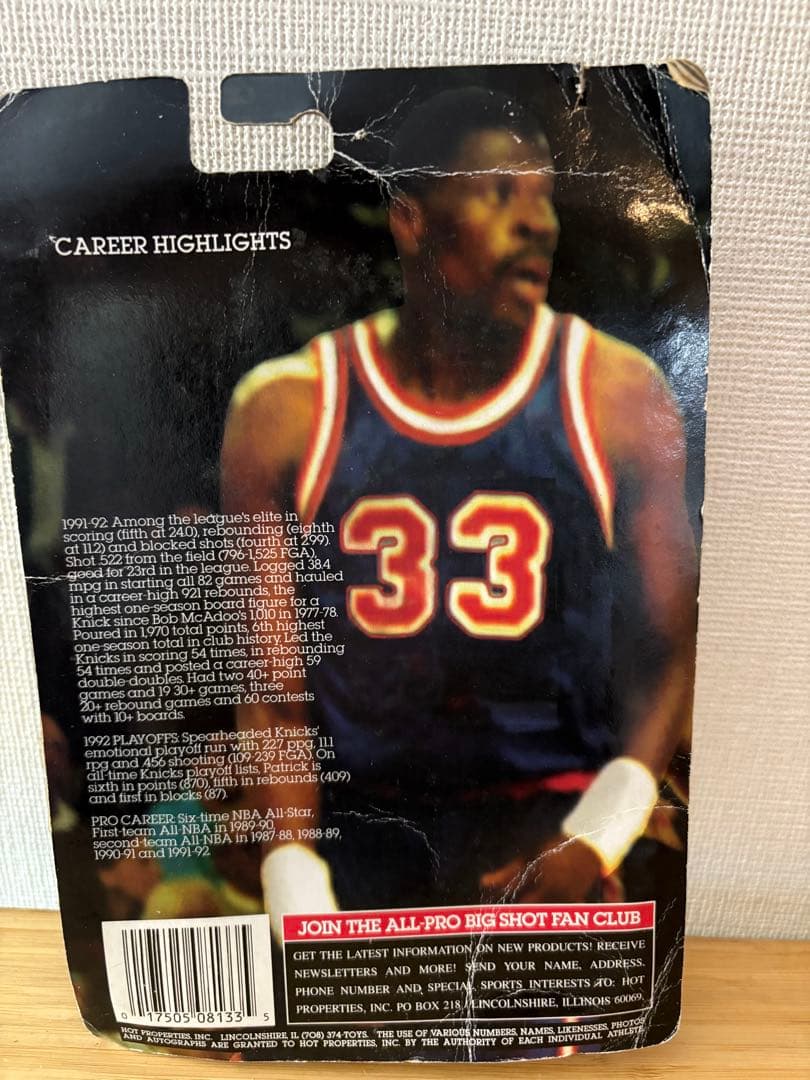 CAREER HIGHLIGHTS
33
1991-92: Among the league's elite in
scoring (fifth at 24.0), rebounding (eighth
at 11.2) and blocked shots (fourth at 2.99).
Shot .522 from the field (796-1,525 FGA),
good for 23rd in the league. Logged 38.4
mpg in starting all 82 games and hauled
in a career-high 921 rebounds, the
highest one-season board figure for a
Knick since Bob McAdoo's 1,010 in 1977-78.
Poured in 1,970 total points, 6th highest
one-season total in club history. Led the
Knicks in scoring 54 times, in rebounding
54 times and posted a career-high 59
double-doubles. Had two 40+ point
games and 19 30+ games, three
20+ rebound games and 60 contests
with 10+ boards.
1992 PLAYOFFS: Spearheaded Knicks'
emotional playoff run with 22.7 ppg, 11.1
rpg and .456 shooting (109-239 FGA). On
all-time Knicks playoff lists, Patrick is
sixth in points (870), fifth in rebounds (409)
and first in blocks (87).
PRO CAREER: Six-time NBA All-Star,
First-team All-NBA in 1989-90,
second-team All-NBA in 1987-88, 1988-89,
1990-91 and 1991-92
JOIN THE ALL-PRO BIG SHOT FAN CLUB
GET THE LATEST INFORMATION ON NEW PRODUCTS! RECEIVE
NEWSLETTERS AND MORE! SEND YOUR NAME, ADDRESS,
PHONE NUMBER AND SPECIAL SPORTS INTERESTS TO: HOT
PROPERTIES, INC. PO BOX 218 LINCOLNSHIRE, ILLINOIS 60069.
0 17505 08133 5
HOT PROPERTIES, INC. LINCOLNSHIRE, IL (708) 374-TOYS. THE USE OF VARIOUS NUMBERS, NAMES, LIKENESSES, PHOTOS
AND AUTOGRAPHS ARE GRANTED TO HOT PROPERTIES, INC. BY THE AUTHORITY OF EACH INDIVIDUAL ATHLETE